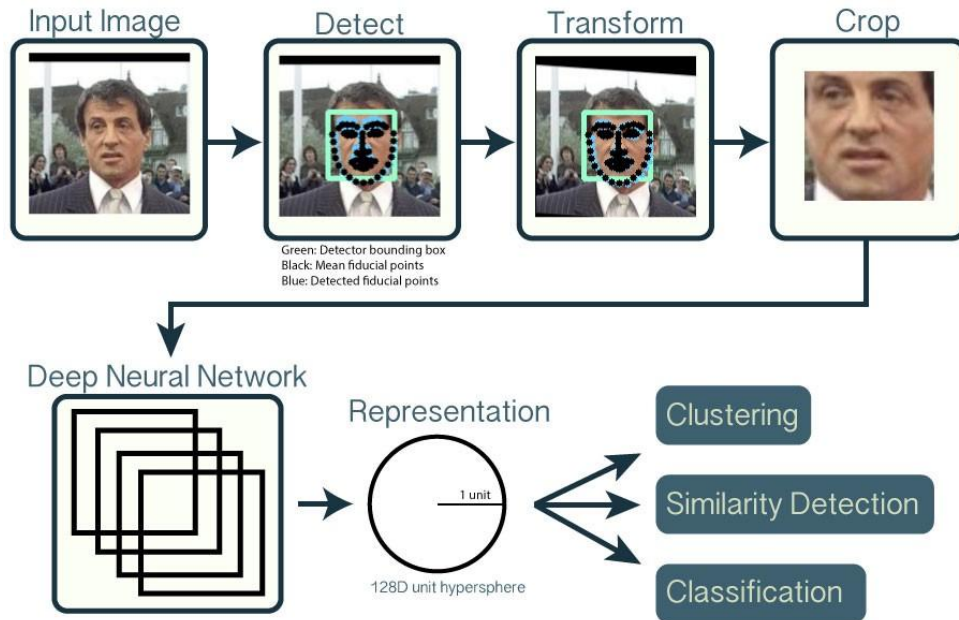 Input Image
Detect
Transform
Crop
Green: Detector bounding box
Black: Mean fiducial points
Blue: Detected fiducial points
Deep Neural Network
Representation
1 unit
128D unit hypersphere
Clustering
Similarity Detection
Classification